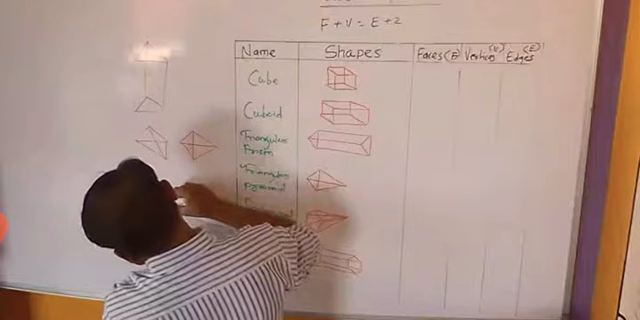 F + V = E + 2
Name Shapes Faces(F) Vertices(V) Edges(E)
Cube
Cuboid
Triangular
Prism
Triangular
pyramid